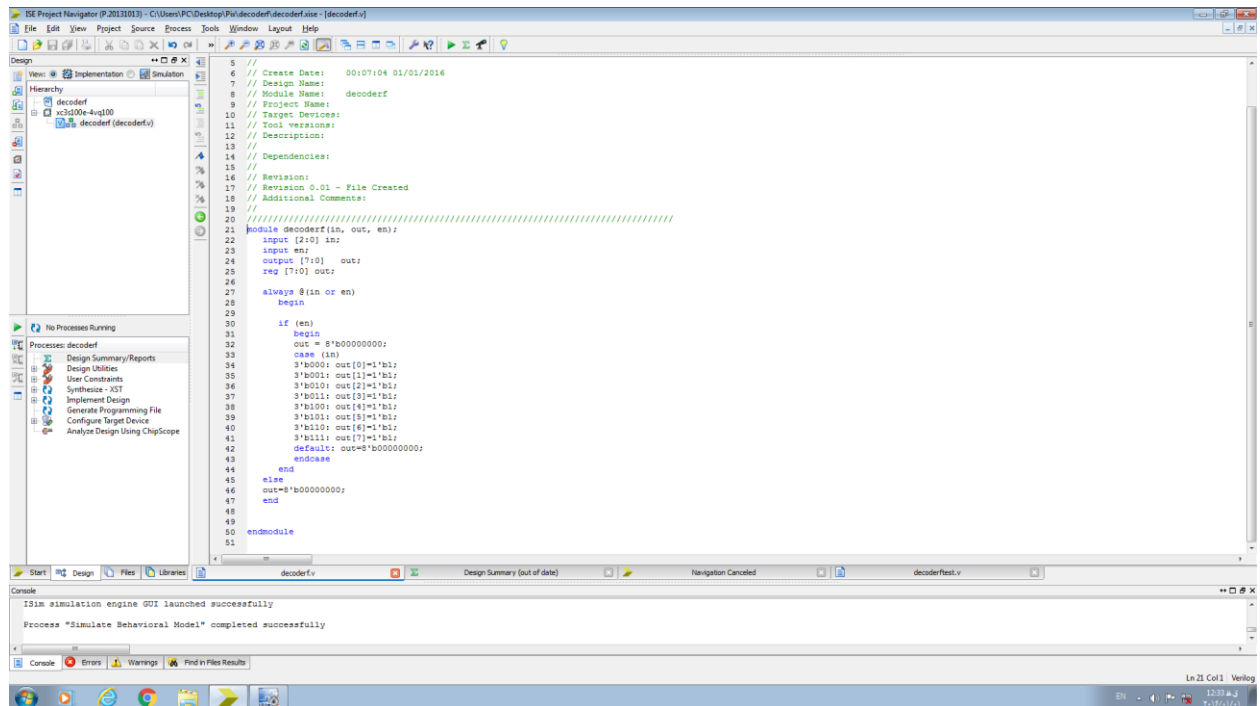 ISE Project Navigator (P.20131013) - C:\Users\PC\Desktop\Pix\decoderf\decoderf.xise - [decoderf.v]
File Edit View Project Source Process Tools Window Layout Help
Design
View: Implementation Simulation
Hierarchy
decoderf
xc3s100e-4vq100
decoderf (decoderf.v)
No Processes Running
Processes: decoderf
Design Summary/Reports
Design Utilities
User Constraints
Synthesize - XST
Implement Design
Generate Programming File
Configure Target Device
Analyze Design Using ChipScope
Start Design Files Libraries
5 //
6 // Create Date:    00:07:04 01/01/2016
7 // Design Name:
8 // Module Name:    decoderf
9 // Project Name:
10 // Target Devices:
11 // Tool versions:
12 // Description:
13 //
14 // Dependencies:
15 //
16 // Revision:
17 // Revision 0.01 - File Created
18 // Additional Comments:
19 //
20 //////////////////////////////////////////////////////////////////////////////////
21 module decoderf(in, out, en);
22 input [2:0] in;
23 input en;
24 output [7:0]   out;
25 reg [7:0] out;
26
27 always @(in or en)
28 begin
29
30 if (en)
31 begin
32 out = 8'b00000000;
33 case (in)
34 3'b000: out[0]=1'b1;
35 3'b001: out[1]=1'b1;
36 3'b010: out[2]=1'b1;
37 3'b011: out[3]=1'b1;
38 3'b100: out[4]=1'b1;
39 3'b101: out[5]=1'b1;
40 3'b110: out[6]=1'b1;
41 3'b111: out[7]=1'b1;
42 default: out=8'b00000000;
43 endcase
44 end
45 else
46 out=8'b00000000;
47 end
48
49
50 endmodule
51
decoderf.v Design Summary (out of date) Navigation Canceled decoderftest.v
Console
ISim simulation engine GUI launched successfully
Process "Simulate Behavioral Model" completed successfully
Console Errors Warnings Find in Files Results
Ln 21 Col 1 Verilog
EN